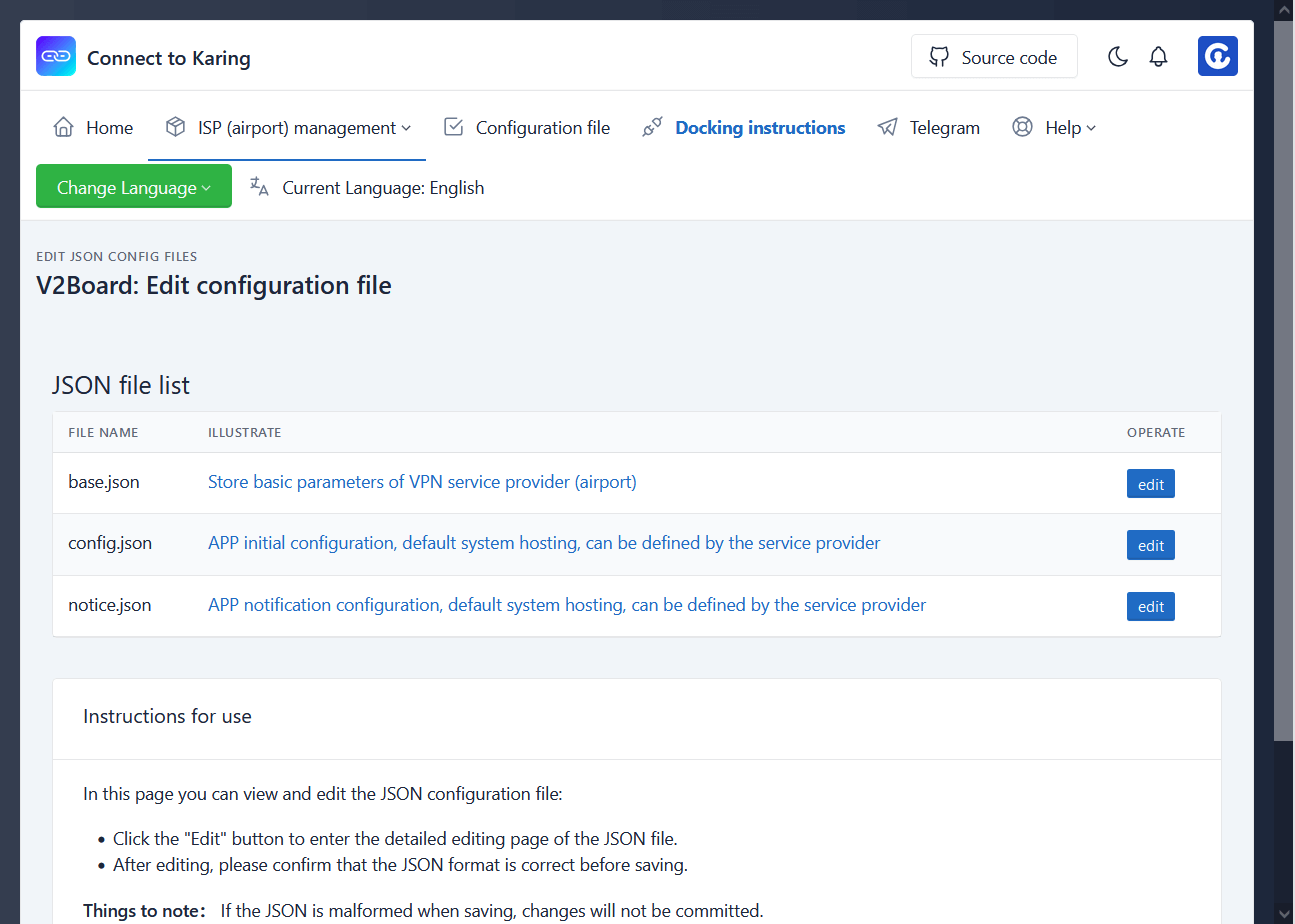 Connect to Karing
Source code
Home
ISP (airport) management
Configuration file
Docking instructions
Telegram
Help
Change Language
Current Language: English
EDIT JSON CONFIG FILES
V2Board: Edit configuration file
JSON file list
FILE NAME ILLUSTRATE OPERATE
base.json Store basic parameters of VPN service provider (airport) edit
config.json APP initial configuration, default system hosting, can be defined by the service provider edit
notice.json APP notification configuration, default system hosting, can be defined by the service provider edit
Instructions for use
In this page you can view and edit the JSON configuration file:
• Click the "Edit" button to enter the detailed editing page of the JSON file.
• After editing, please confirm that the JSON format is correct before saving.
Things to note： If the JSON is malformed when saving, changes will not be committed.